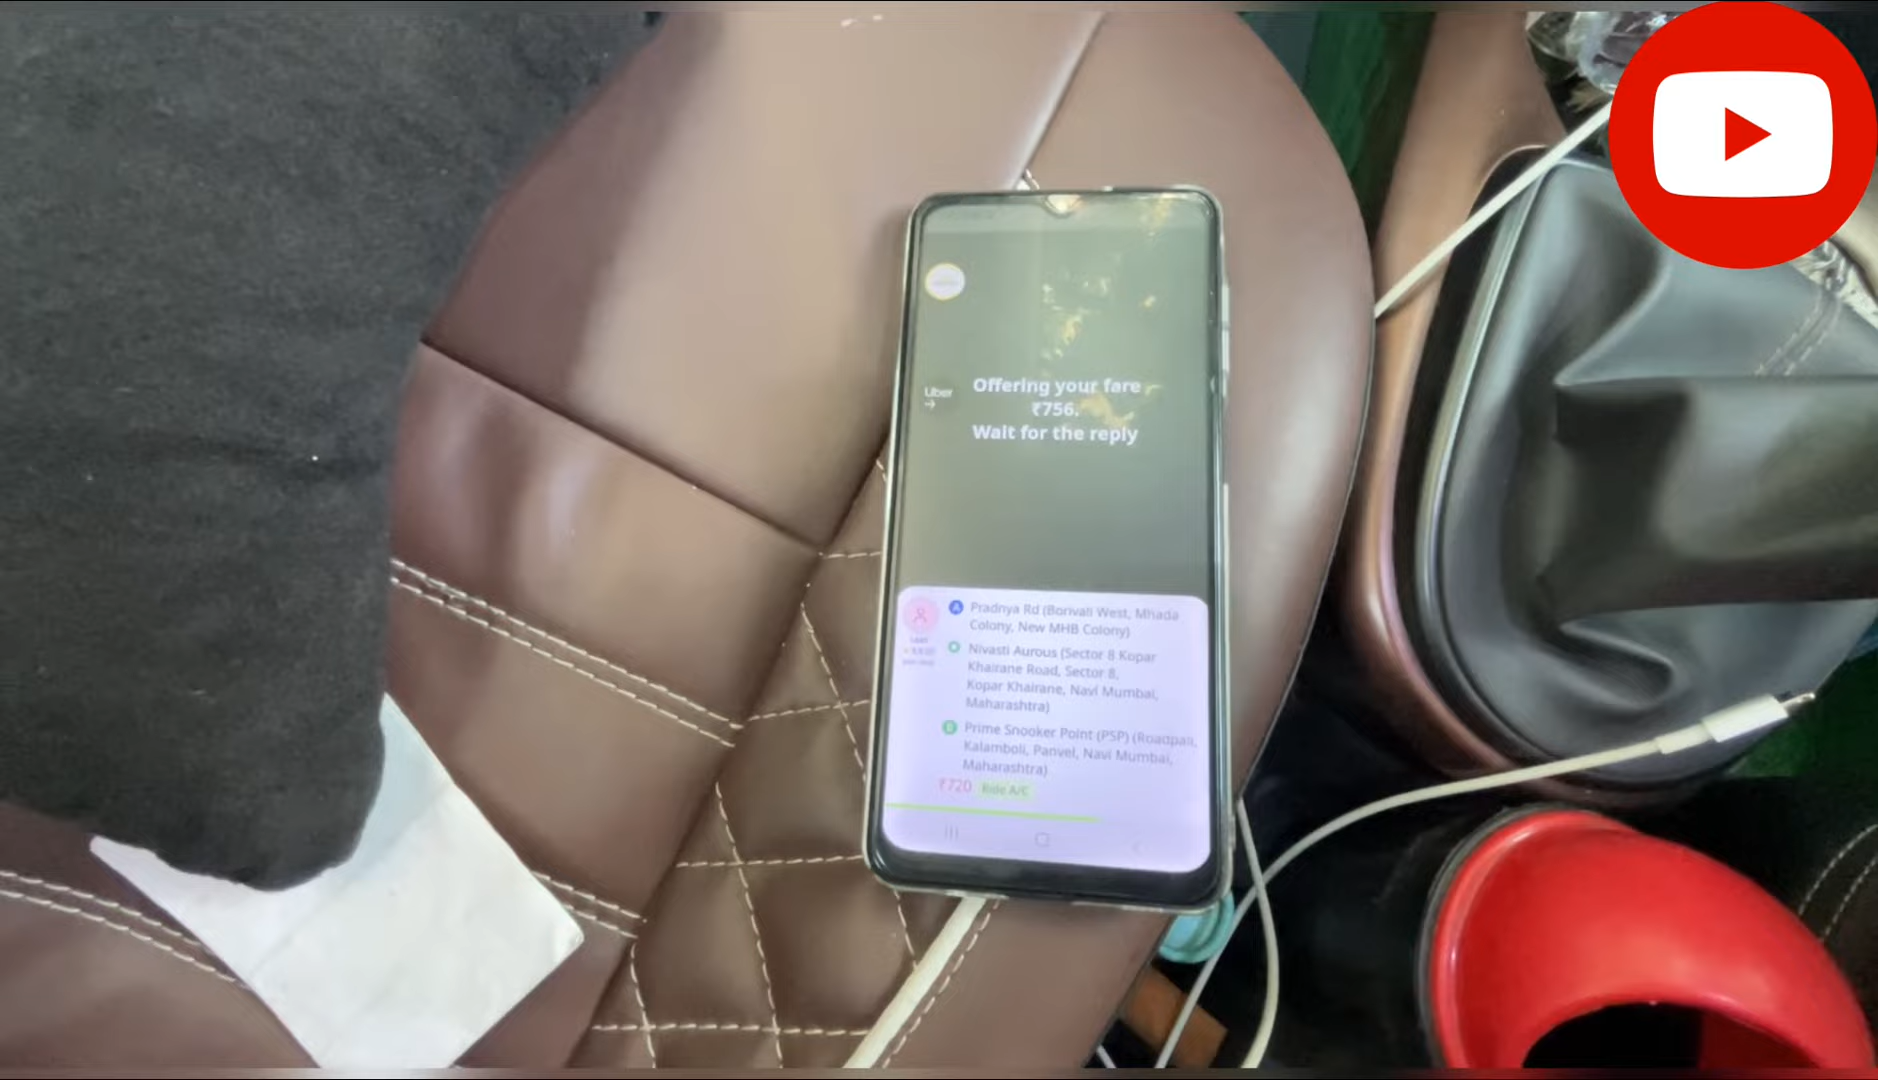 Uber
Offering your fare
₹756.
Wait for the reply
A
Pradnya Rd (Borivali West, Mhada
Colony, New MHB Colony)
Nivasti Aurous (Sector 8 Kopar
Khairane Road, Sector 8,
Kopar Khairane, Navi Mumbai,
Maharashtra)
B
Prime Snooker Point (PSP) (Roadpali,
Kalamboli, Panvel, Navi Mumbai,
Maharashtra)
₹720 Ride A/C